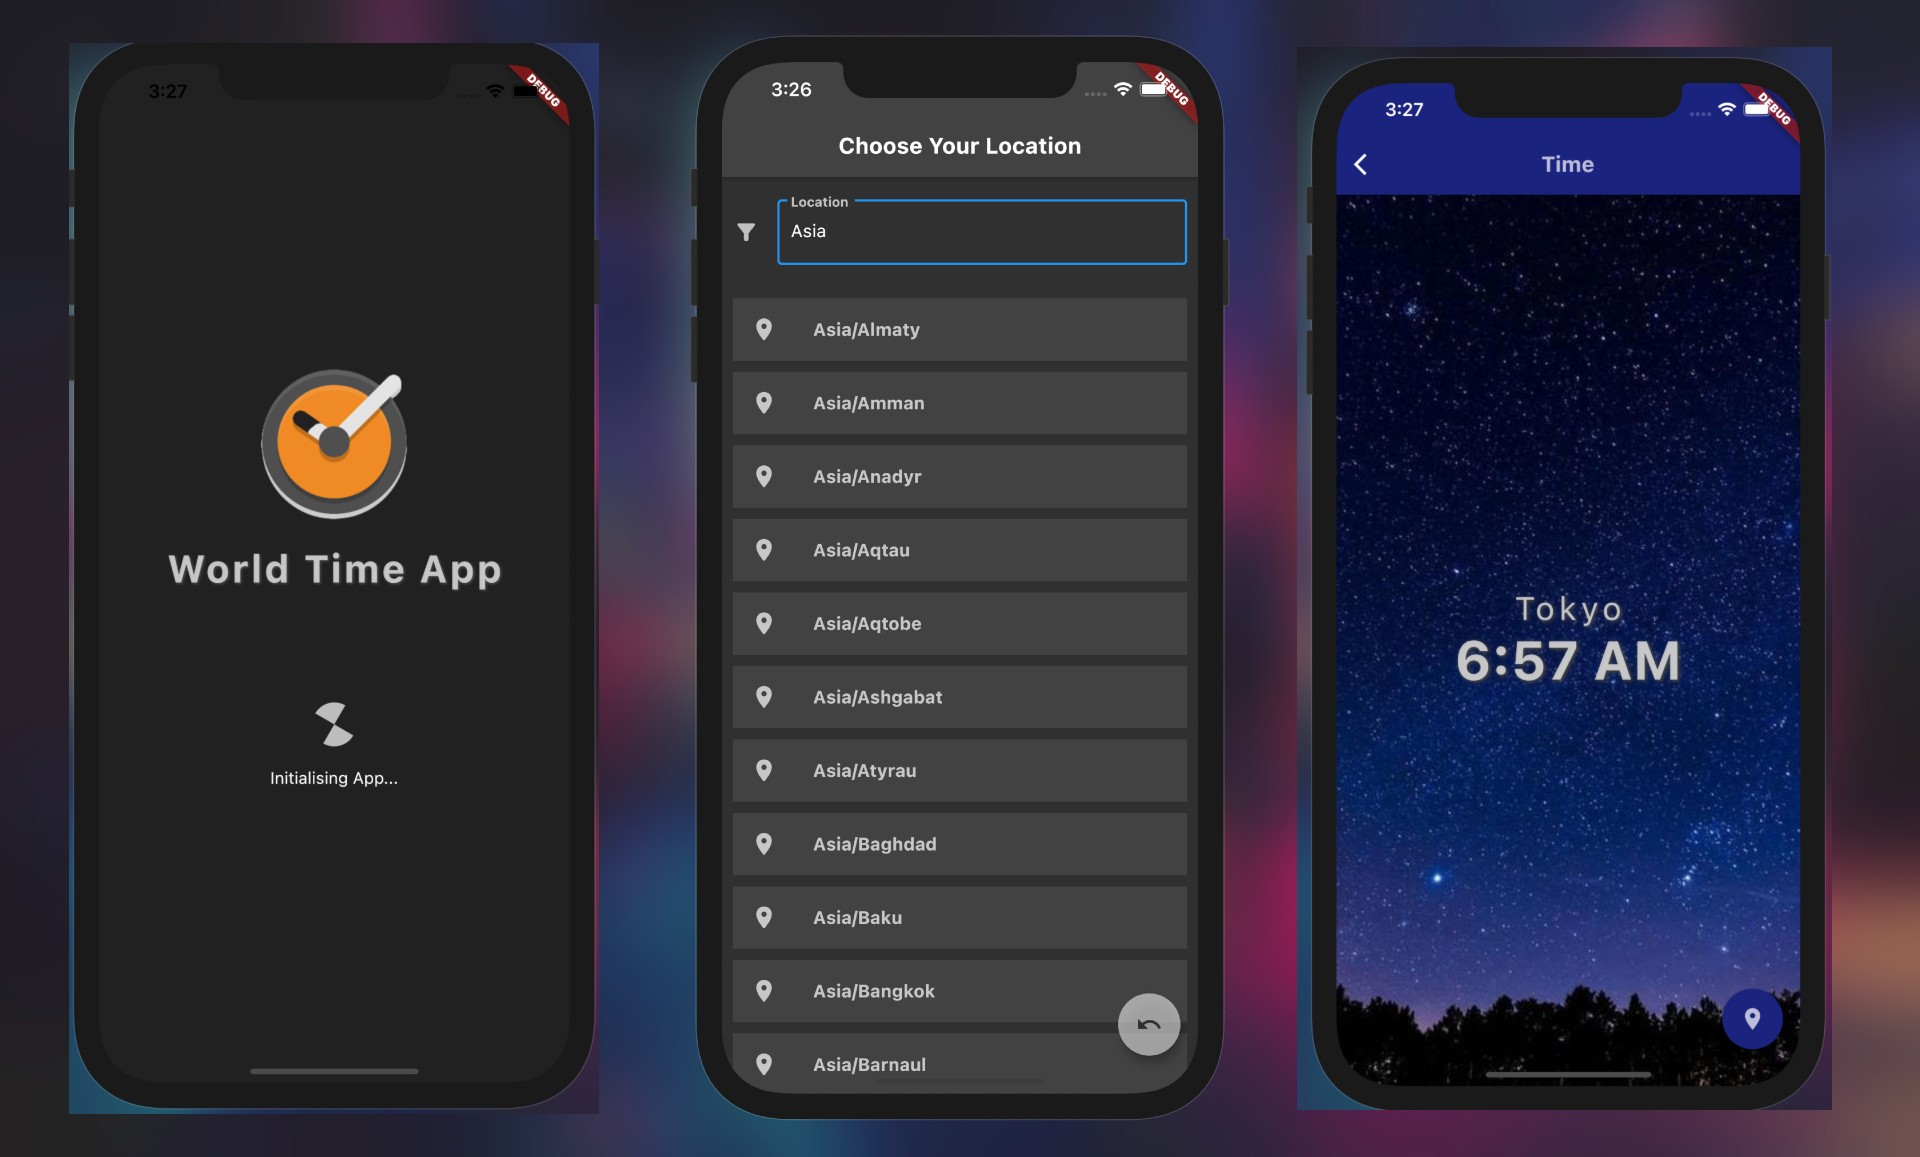 3:27
DEBUG
World Time App
Initialising App...
3:26
DEBUG
Choose Your Location
Location
Asia
Asia/Almaty
Asia/Amman
Asia/Anadyr
Asia/Aqtau
Asia/Aqtobe
Asia/Ashgabat
Asia/Atyrau
Asia/Baghdad
Asia/Baku
Asia/Bangkok
Asia/Barnaul
3:27
DEBUG
Time
Tokyo
6:57 AM